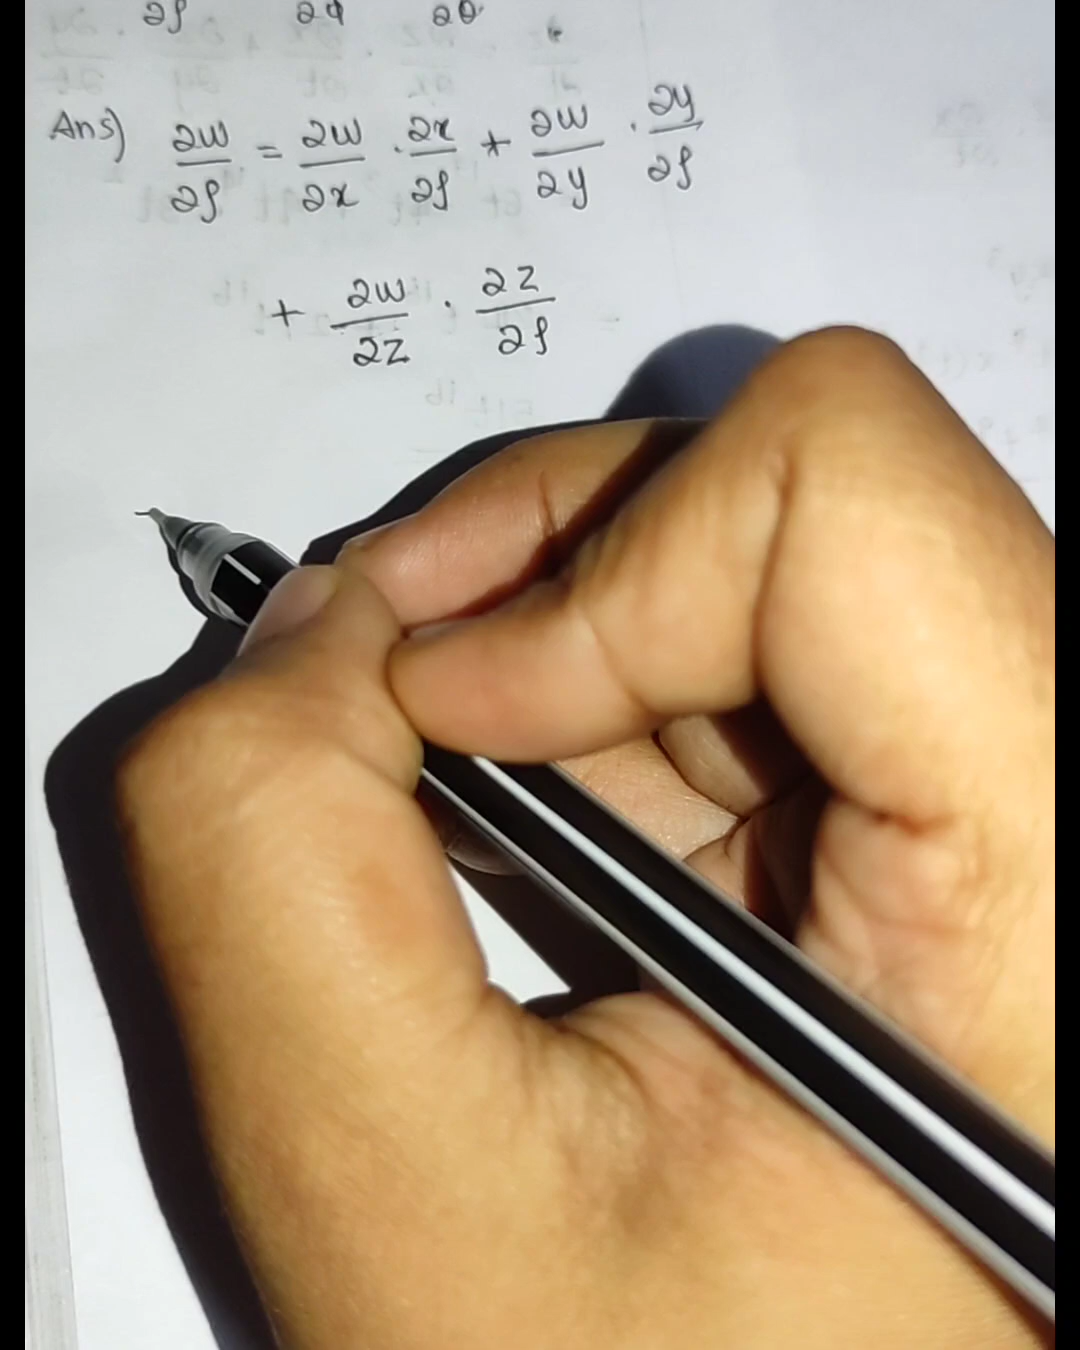 ∂ρ ∂φ ∂θ
Ans) ∂w/∂ρ = ∂w/∂x . ∂x/∂ρ + ∂w/∂y . ∂y/∂ρ
+ ∂w/∂z . ∂z/∂ρ